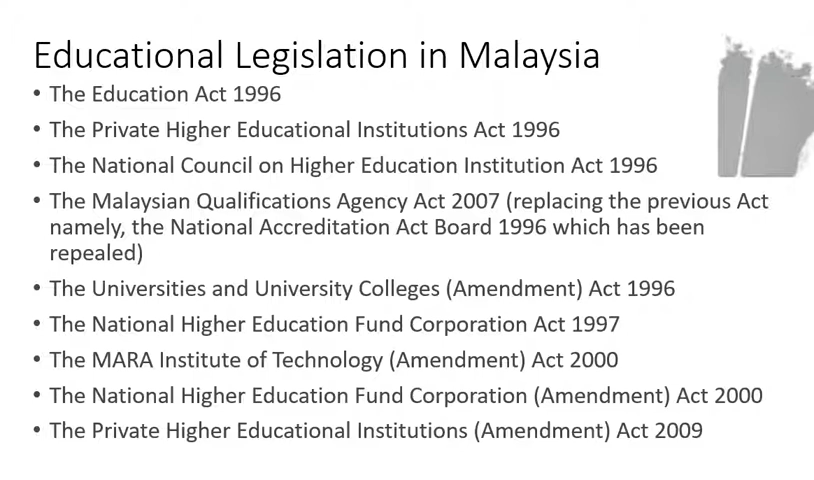 Educational Legislation in Malaysia
• The Education Act 1996
• The Private Higher Educational Institutions Act 1996
• The National Council on Higher Education Institution Act 1996
• The Malaysian Qualifications Agency Act 2007 (replacing the previous Act
namely, the National Accreditation Act Board 1996 which has been
repealed)
• The Universities and University Colleges (Amendment) Act 1996
• The National Higher Education Fund Corporation Act 1997
• The MARA Institute of Technology (Amendment) Act 2000
• The National Higher Education Fund Corporation (Amendment) Act 2000
• The Private Higher Educational Institutions (Amendment) Act 2009